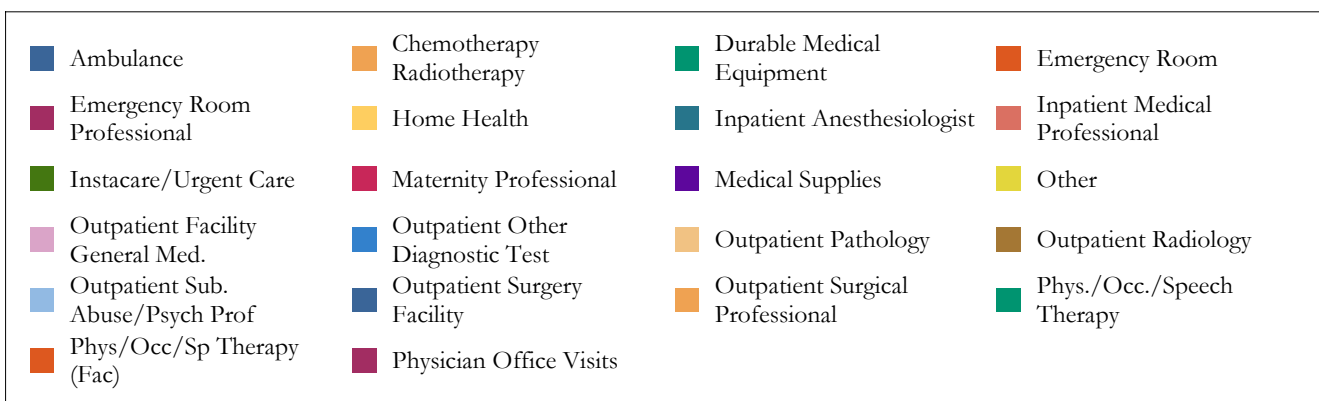 Ambulance
Chemotherapy
Radiotherapy
Durable Medical
Equipment
Emergency Room
Emergency Room
Professional
Home Health
Inpatient Anesthesiologist
Inpatient Medical
Professional
Instacare/Urgent Care
Maternity Professional
Medical Supplies
Other
Outpatient Facility
General Med.
Outpatient Other
Diagnostic Test
Outpatient Pathology
Outpatient Radiology
Outpatient Sub.
Abuse/Psych Prof
Outpatient Surgery
Facility
Outpatient Surgical
Professional
Phys./Occ./Speech
Therapy
Phys/Occ/Sp Therapy
(Fac)
Physician Office Visits